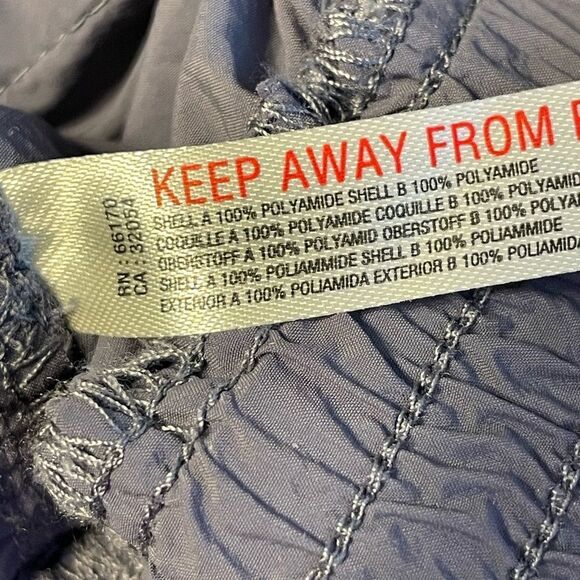 KEEP AWAY FROM
SHELL A 100% POLYAMIDE SHELL B 100% POLYAMIDE
COQUILLE A 100% POLYAMIDE COQUILLE B 100% POLYAMID
OBERSTOFF A 100% POLYAMID OBERSTOFF B 100% POLYA
SHELL A 100% POLIAMMIDE SHELL B 100% POLIAMMIDE
EXTERIOR A 100% POLIAMIDA EXTERIOR B 100% POLIAMIDA
RN : 66170
CA : 32054